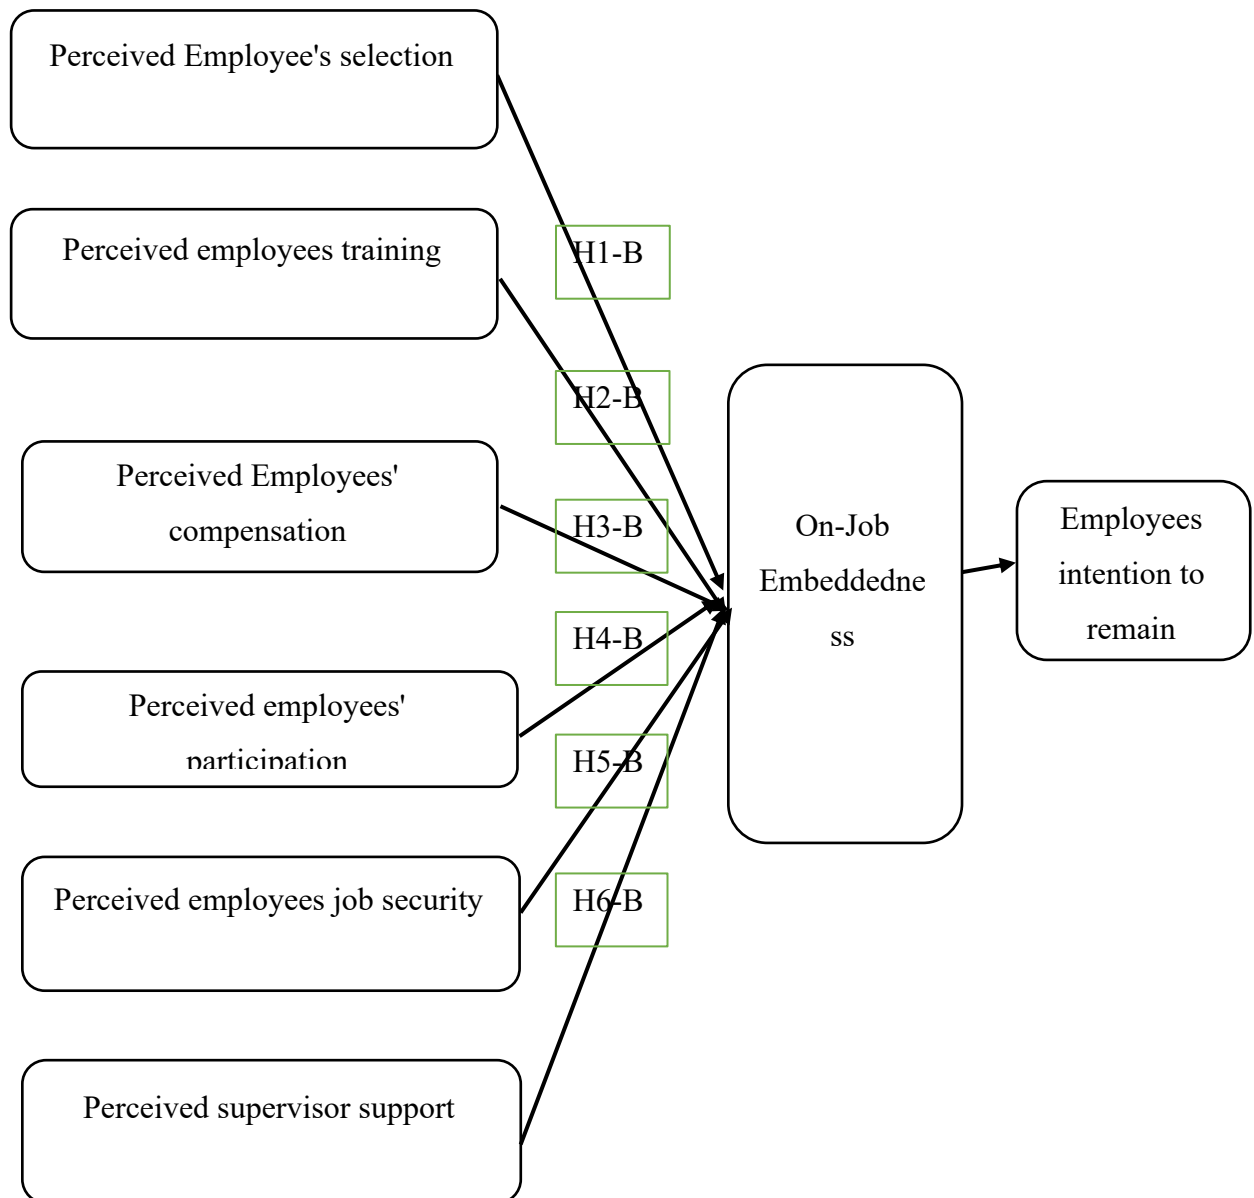 Perceived Employee's selection
Perceived employees training
H1-B
H2-B
Perceived Employees'
compensation
H3-B
On-Job
Embeddedne
ss
Employees
intention to
remain
H4-B
Perceived employees'
participation
H5-B
Perceived employees job security
H6-B
Perceived supervisor support